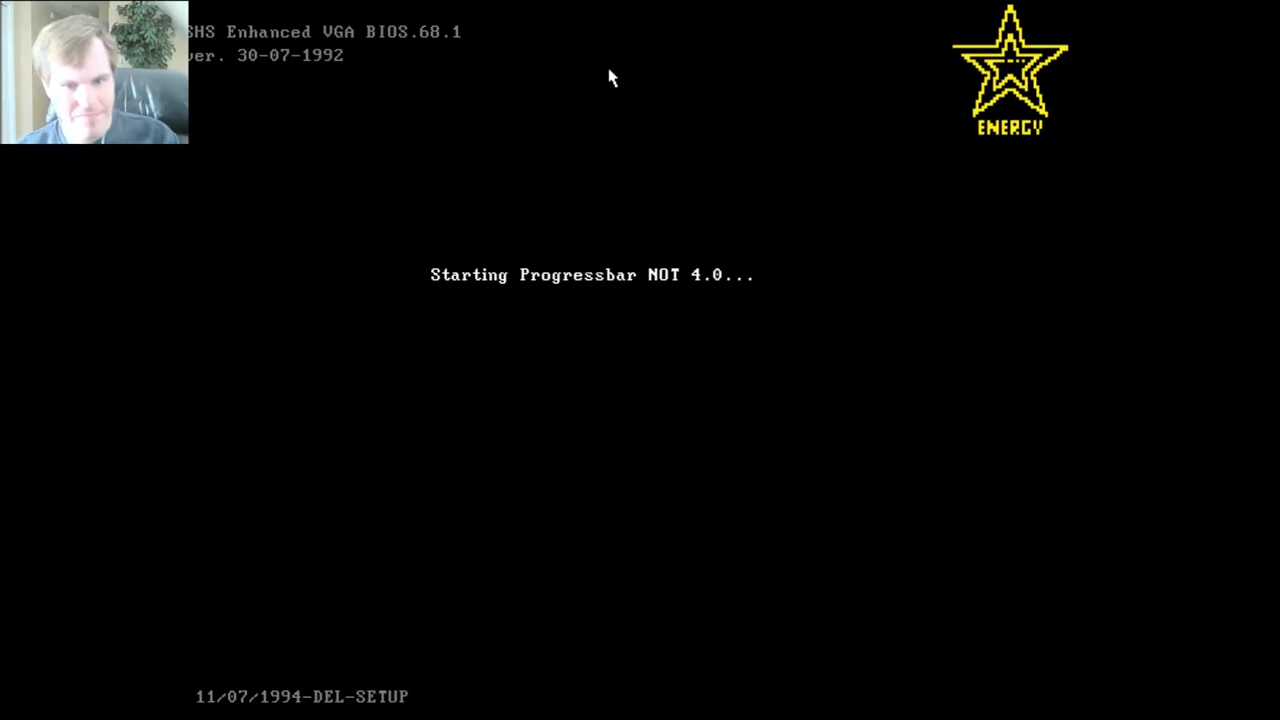 SHS Enhanced VGA BIOS.68.1
ver. 30-07-1992
ENERGY
Starting Progressbar NOT 4.0...
11/07/1994-DEL-SETUP